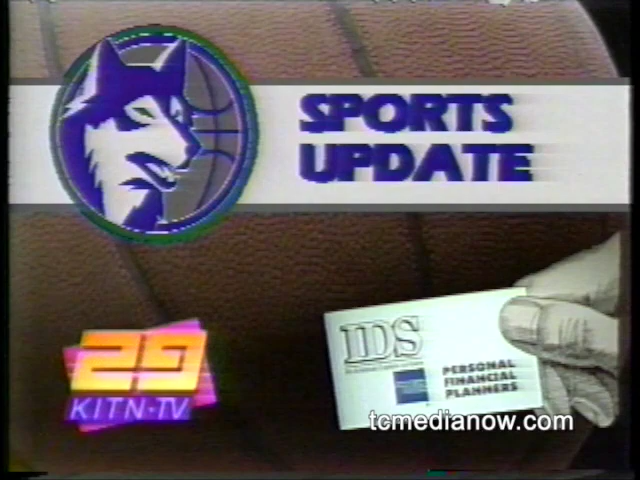 SPORTS
UPDATE
29
KITN-TV
IDS
PERSONAL
FINANCIAL
PLANNERS
tcmedianow.com